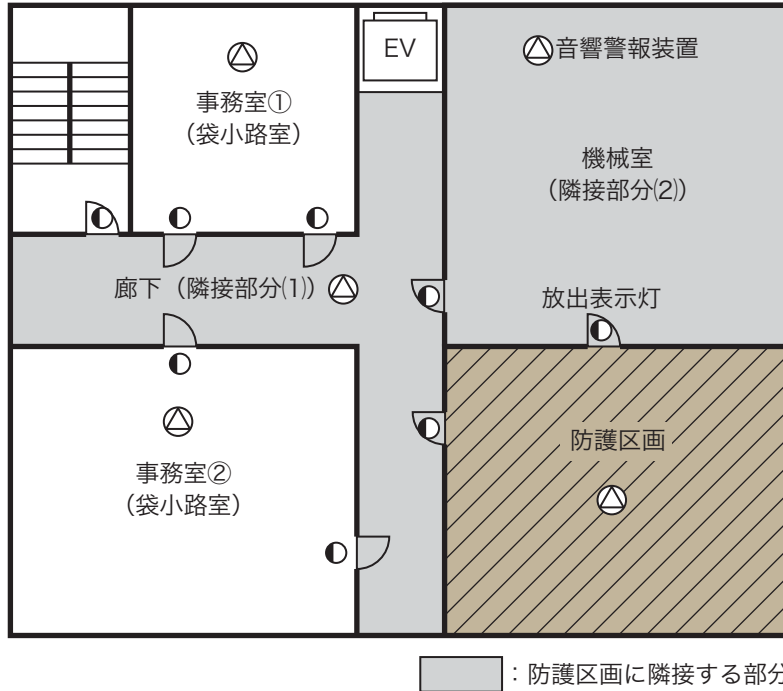 EV
音響警報装置
事務室①
（袋小路室）
機械室
（隣接部分⑵）
廊下（隣接部分⑴）
放出表示灯
防護区画
事務室②
（袋小路室）
：防護区画に隣接する部分